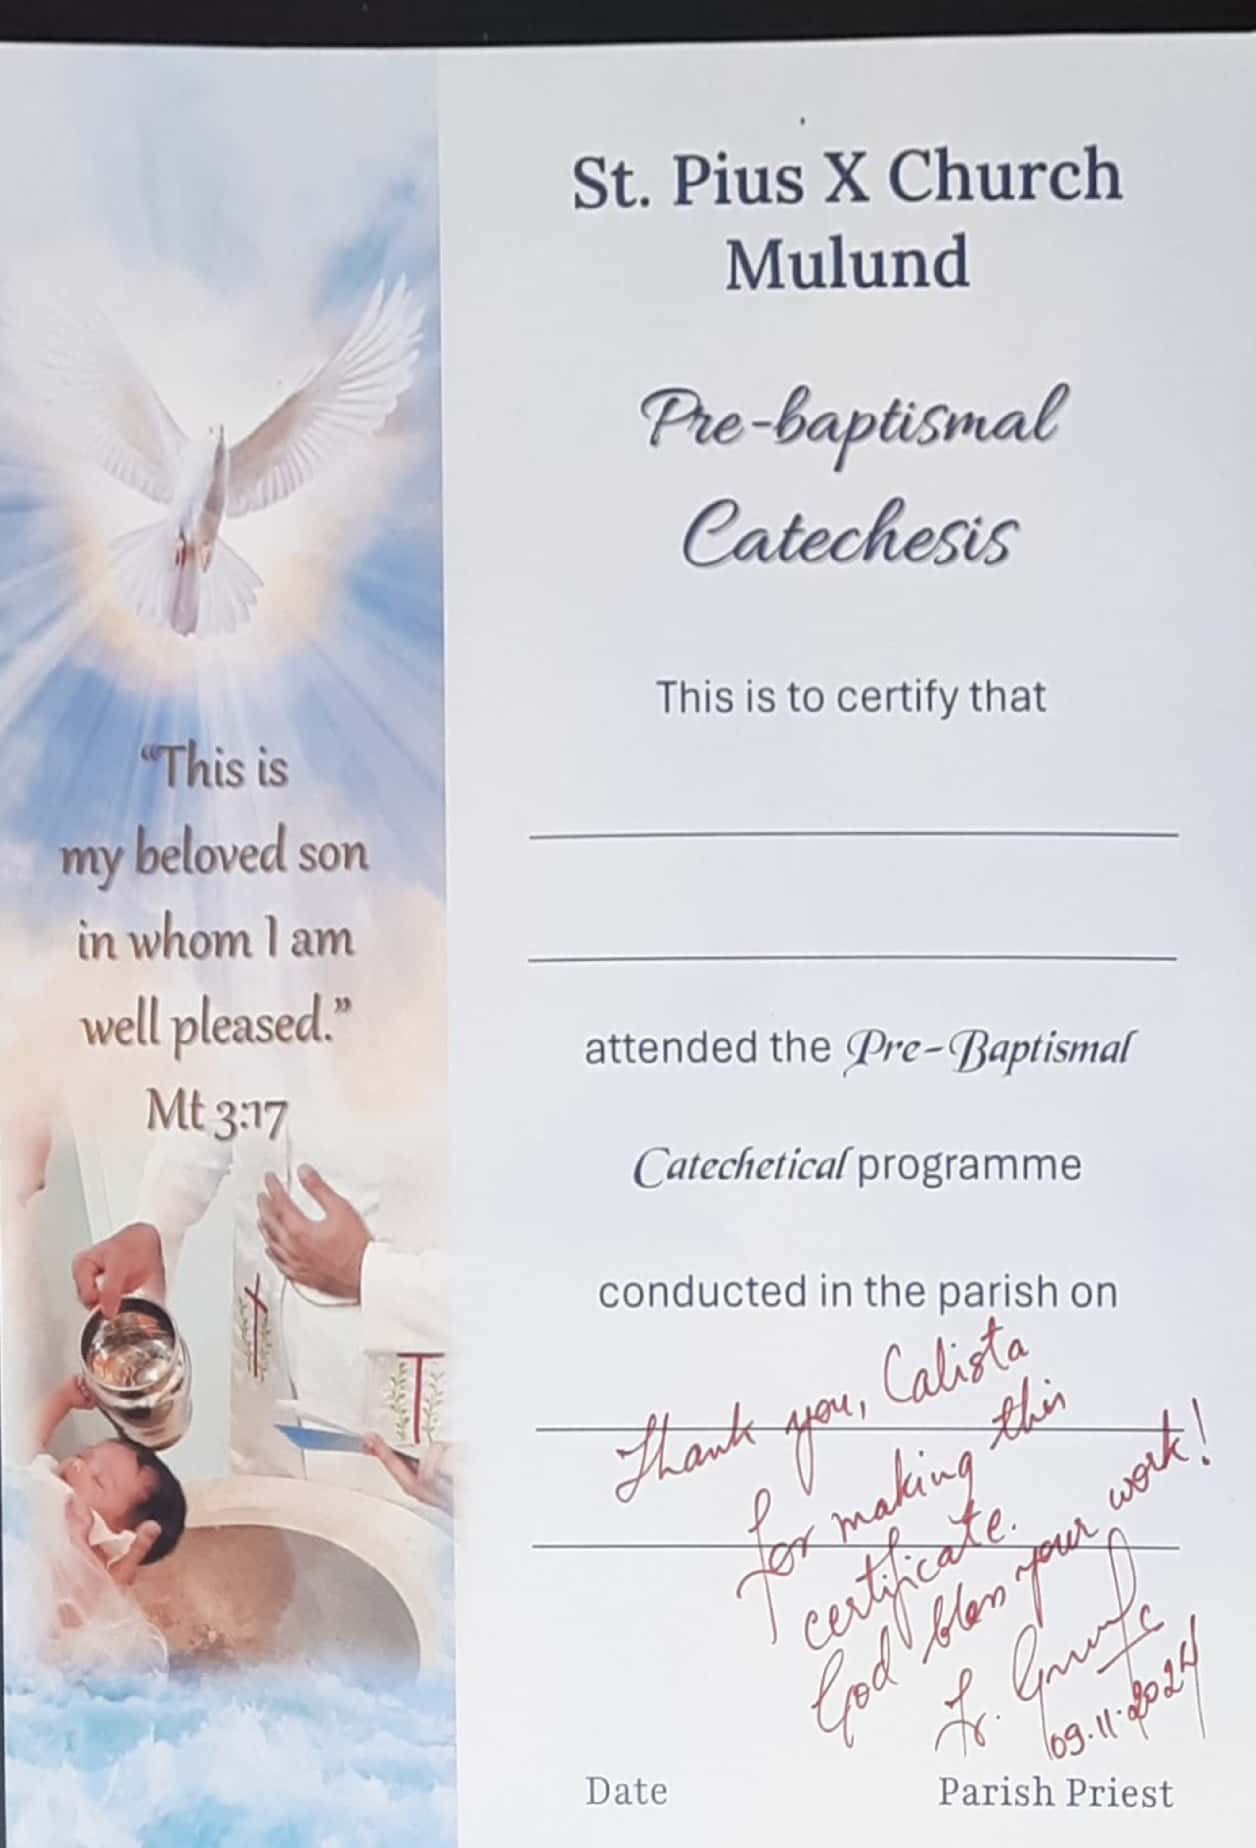 St. Pius X Church
Mulund
Pre-baptismal
Catechesis
This is to certify that
attended the Pre-Baptismal
Catechetical programme
conducted in the parish on
Thank you, Calista
for making this
certificate.
God bless your work!
Fr.
09.11.2024
Date
Parish Priest
“This is
my beloved son
in whom I am
well pleased.”
Mt 3:17